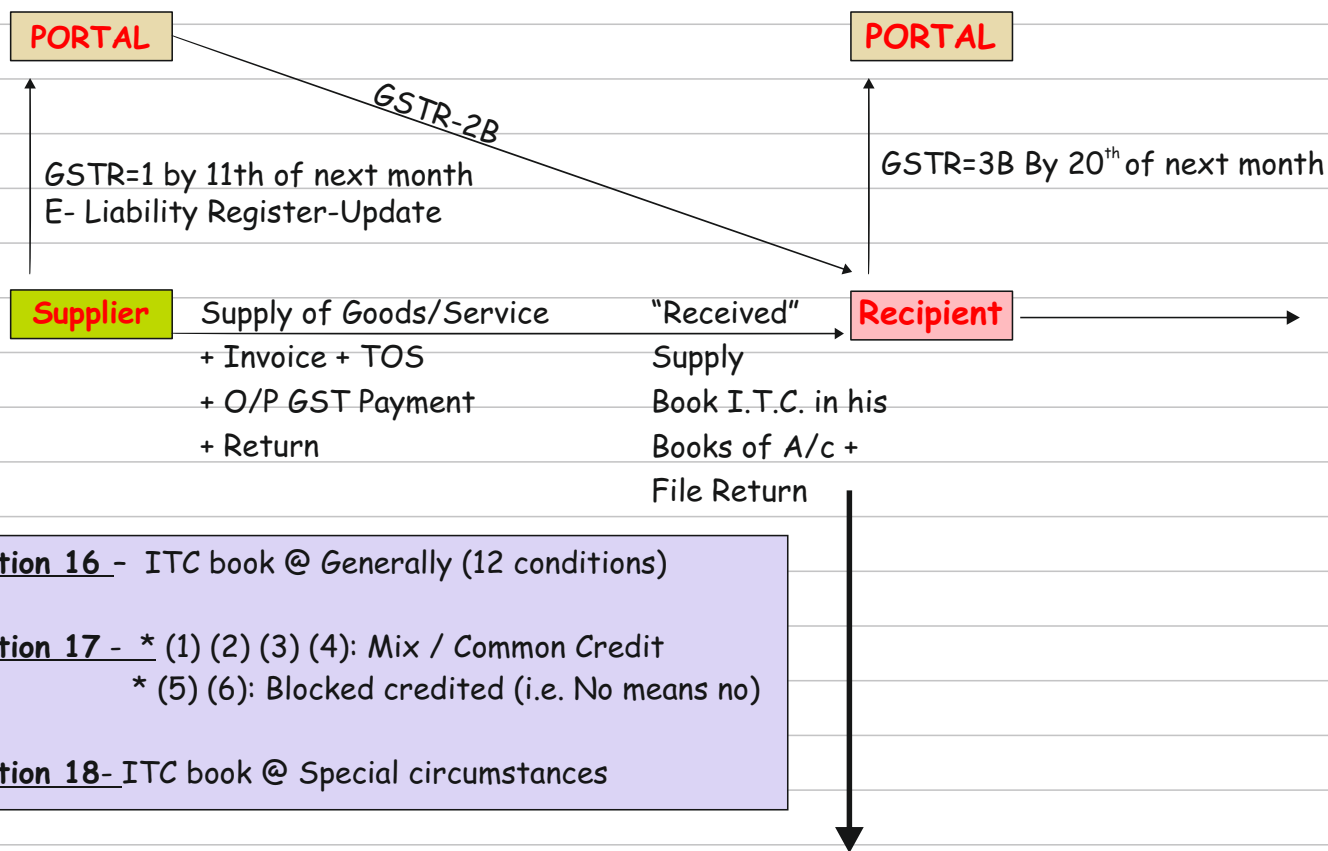 PORTAL
PORTAL
GSTR-2B
GSTR=1 by 11th of next month
E- Liability Register-Update
GSTR=3B By 20th of next month
Supplier
Supply of Goods/Service
+ Invoice + TOS
+ O/P GST Payment
+ Return
"Received"
Supply
Book I.T.C. in his
Books of A/c +
File Return
Recipient
tion 16 – ITC book @ Generally (12 conditions)
tion 17 - * (1) (2) (3) (4): Mix / Common Credit
* (5) (6): Blocked credited (i.e. No means no)
tion 18- ITC book @ Special circumstances